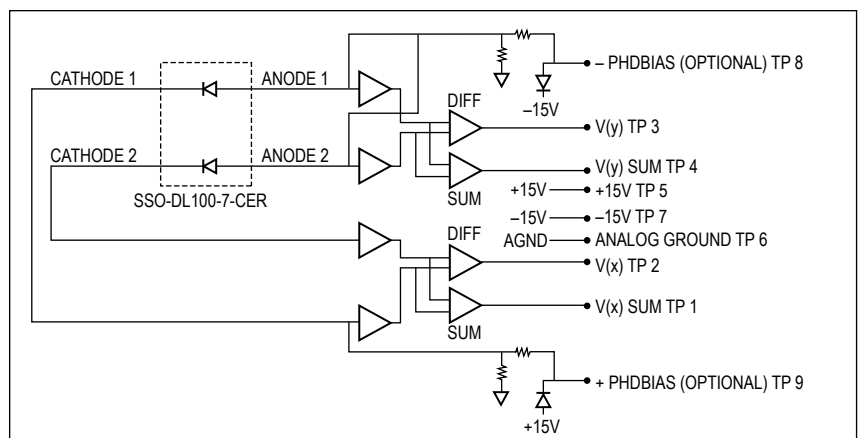 – PHDBIAS (OPTIONAL) TP 8
CATHODE 1
ANODE 1
–15V
DIFF
V(y) TP 3
CATHODE 2
ANODE 2
V(y) SUM TP 4
SSO-DL100-7-CER
SUM
+15V
+15V TP 5
–15V
–15V TP 7
DIFF
AGND
ANALOG GROUND TP 6
V(x) TP 2
V(x) SUM TP 1
SUM
+ PHDBIAS (OPTIONAL) TP 9
+15V